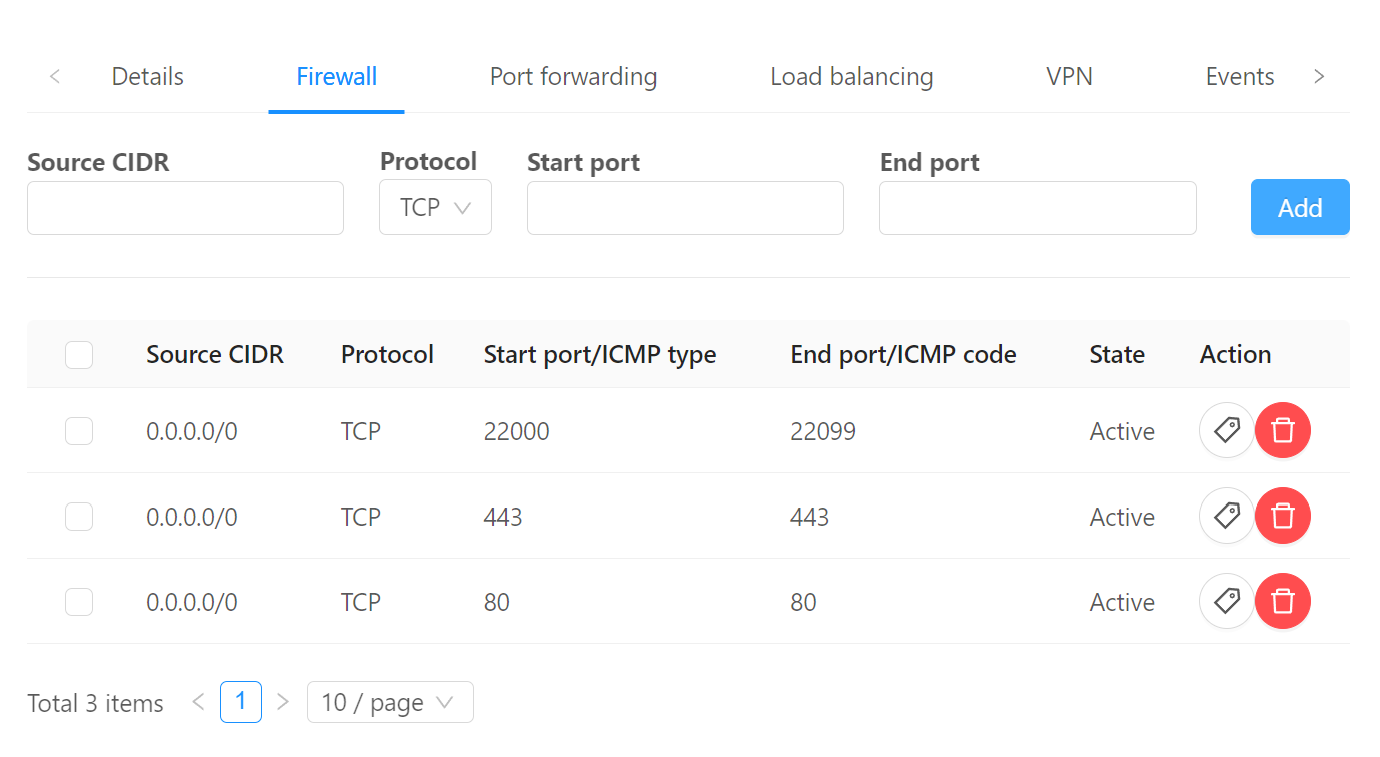 Details Firewall Port forwarding Load balancing VPN Events
Source CIDR Protocol Start port End port
TCP Add
Source CIDR Protocol Start port/ICMP type End port/ICMP code State Action
0.0.0.0/0 TCP 22000 22099 Active
0.0.0.0/0 TCP 443 443 Active
0.0.0.0/0 TCP 80 80 Active
Total 3 items 1 10 / page